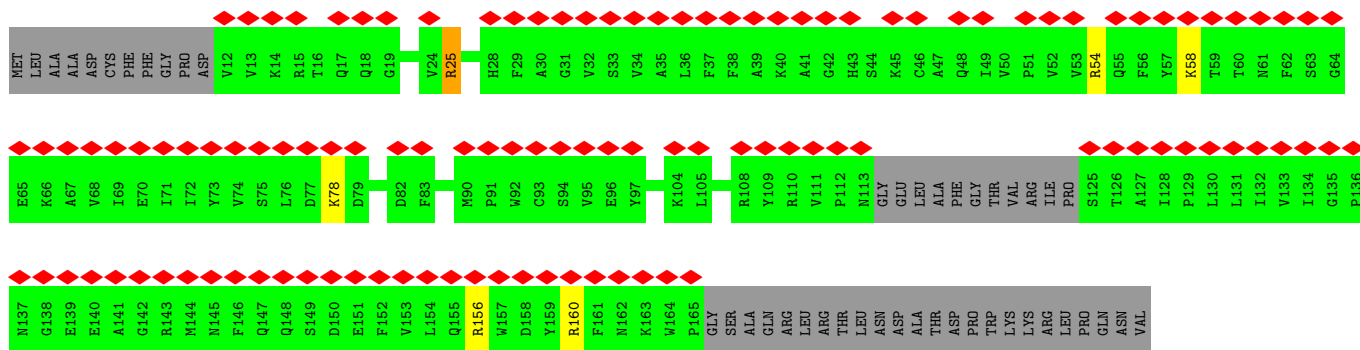 MET LEU ALA ALA ASP CYS PHE PHE GLY PRO ASP V12 V13 K14 R15 T16 Q17 Q18 G19 V24 R25 H28 F29 A30 G31 V32 S33 V34 A35 L36 F37 F38 A39 K40 A41 G42 H43 S44 K45 C46 A47 Q48 I49 V50 P51 V52 V53 R54 Q55 F56 Y57 K58 T59 T60 N61 F62 S63 G64
E65 K66 A67 V68 I69 E70 I71 I72 Y73 V74 S75 L76 D77 K78 D79 D82 F83 M90 P91 W92 C93 S94 V95 E96 Y97 K104 L105 R108 Y109 R110 V111 P112 N113 GLY GLU LEU ALA PHE GLY THR VAL ARG ILE PRO S125 T126 A127 I128 P129 L130 L131 I132 V133 I134 G135 P136
N137 G138 E139 E140 A141 G142 R143 M144 N145 F146 Q147 Q148 S149 D150 E151 F152 V153 L154 Q155 R156 W157 D158 Y159 R160 F161 N162 K163 W164 P165 GLY SER ALA GLN ARG LEU ARG THR LEU ASN ASP ALA THR ASP PRO TRP LYS LYS ARG LEU PRO GLN ASN VAL